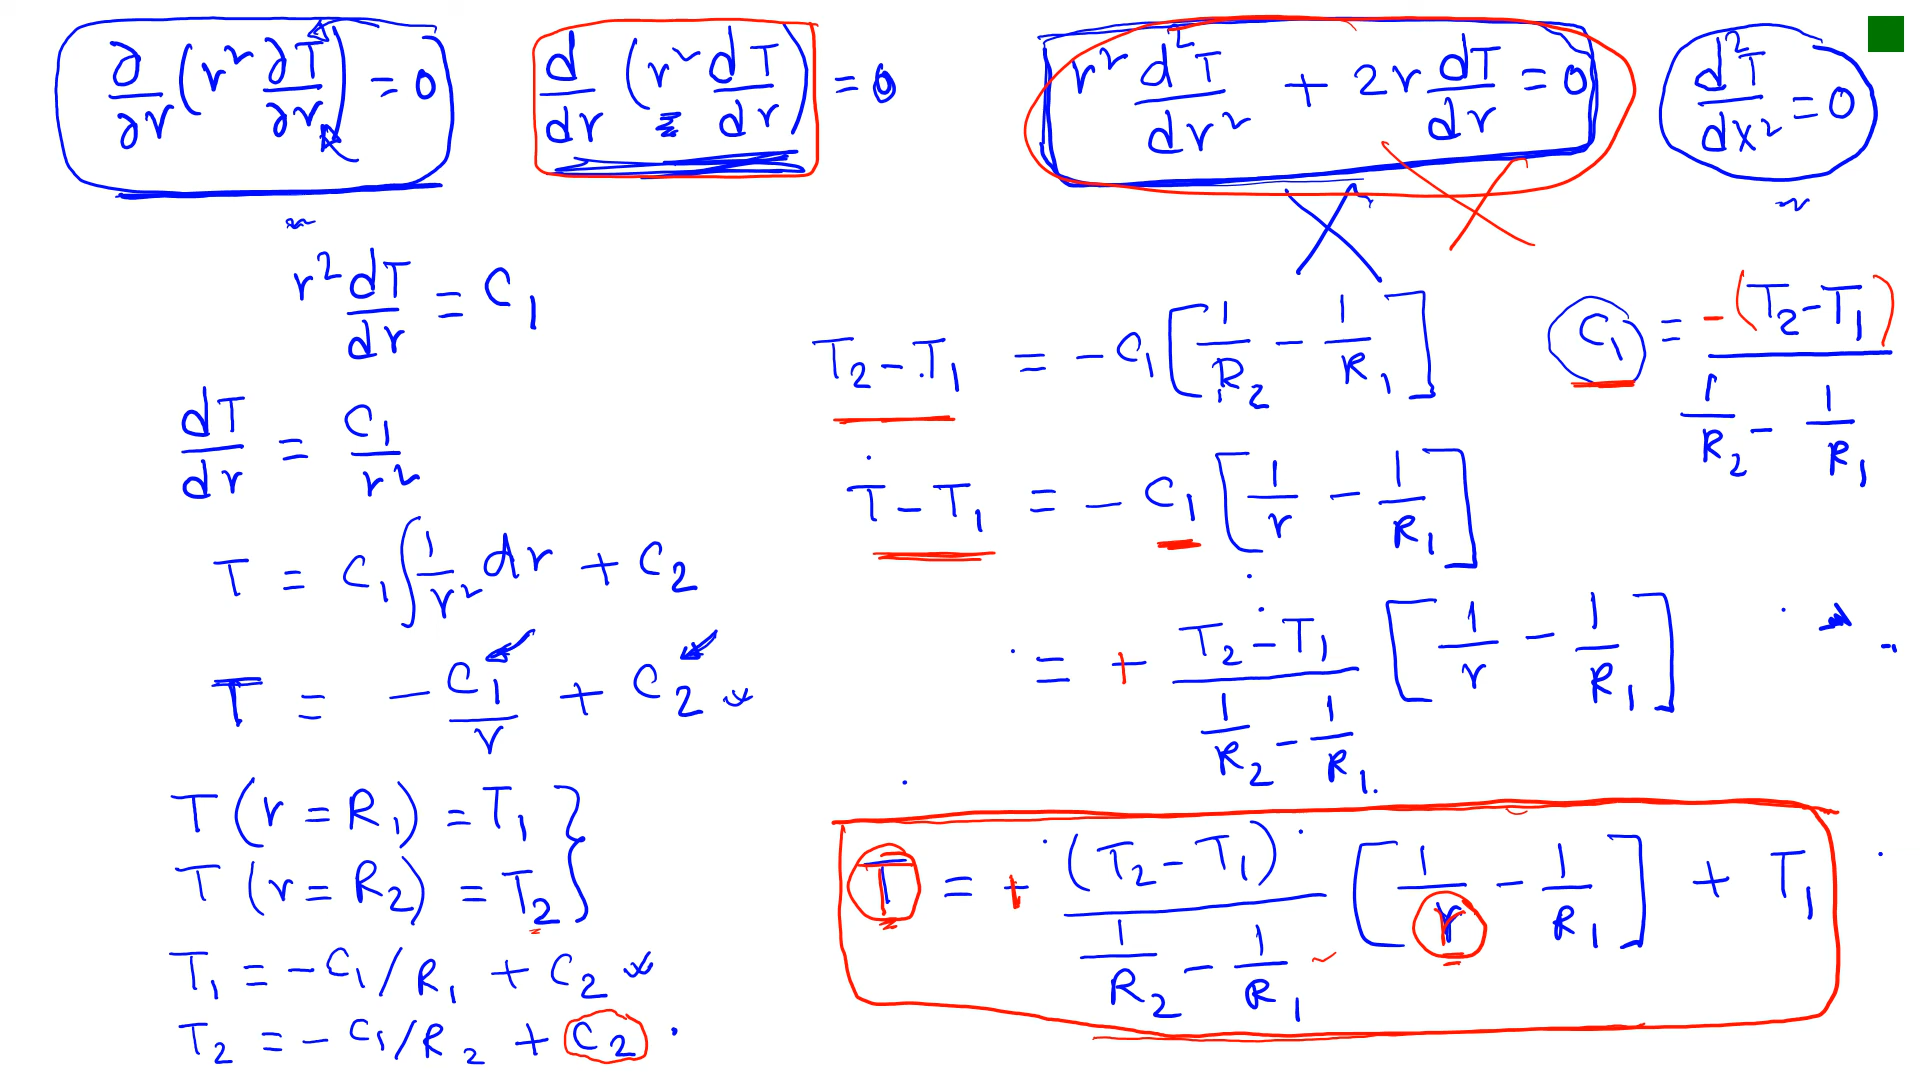 ∂/∂r (r² ∂T/∂r) = 0
d/dr (r² dT/dr) = 0
r² d²T/dr² + 2r dT/dr = 0
d²T/dx² = 0
r² dT/dr = C₁
dT/dr = C₁/r²
T = C₁ ∫ 1/r² dr + C₂
T = - C₁/r + C₂
T (r = R₁) = T₁
T (r = R₂) = T₂
T₁ = - C₁/R₁ + C₂
T₂ = - C₁/R₂ + C₂
T₂ - T₁ = - C₁ [1/R₂ - 1/R₁]
C₁ = -(T₂ - T₁) / (1/R₂ - 1/R₁)
T - T₁ = - C₁ [1/r - 1/R₁]
= + (T₂ - T₁) / (1/R₂ - 1/R₁) [1/r - 1/R₁]
T = + (T₂ - T₁) / (1/R₂ - 1/R₁) [1/r - 1/R₁] + T₁